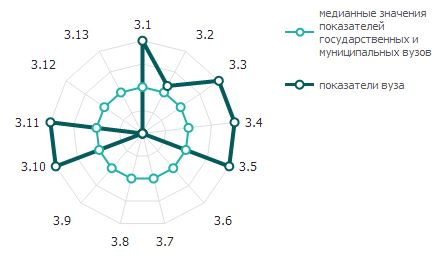 3.1
3.2
3.3
3.4
3.5
3.6
3.7
3.8
3.9
3.10
3.11
3.12
3.13
медианные значения
показателей
государственных и
муниципальных вузов
показатели вуза